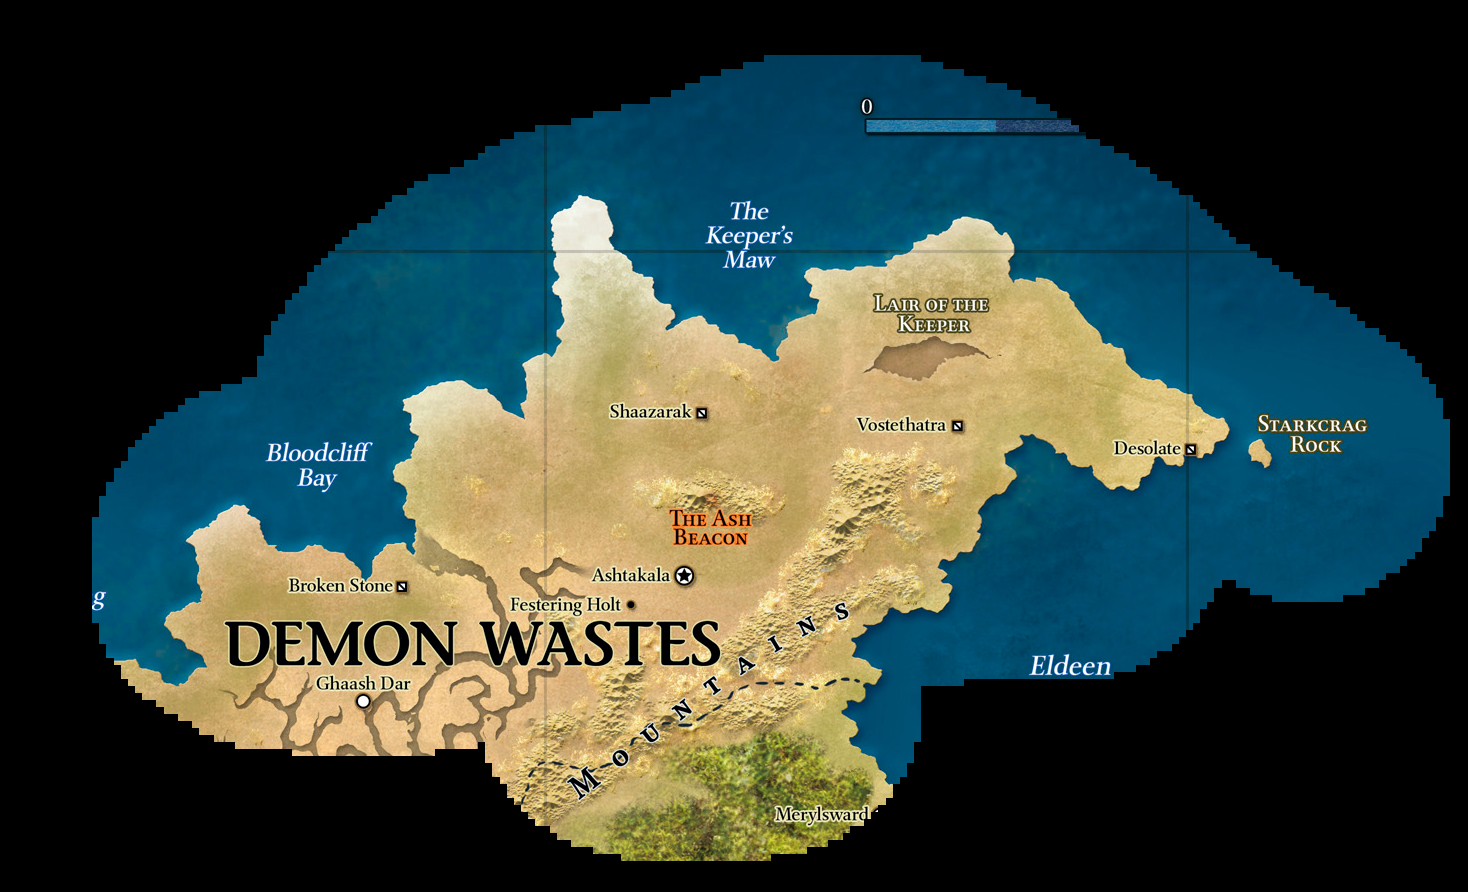 0
The
Keeper's
Maw
Lair of the
Keeper
Shaazarak
Vostethatra
Starkcrag
Rock
Desolate
Bloodcliff
Bay
The Ash
Beacon
Ashtakala
Broken Stone
g
Festering Holt
DEMON WASTES
Mountains
Eldeen
Ghaash Dar
Merylsward